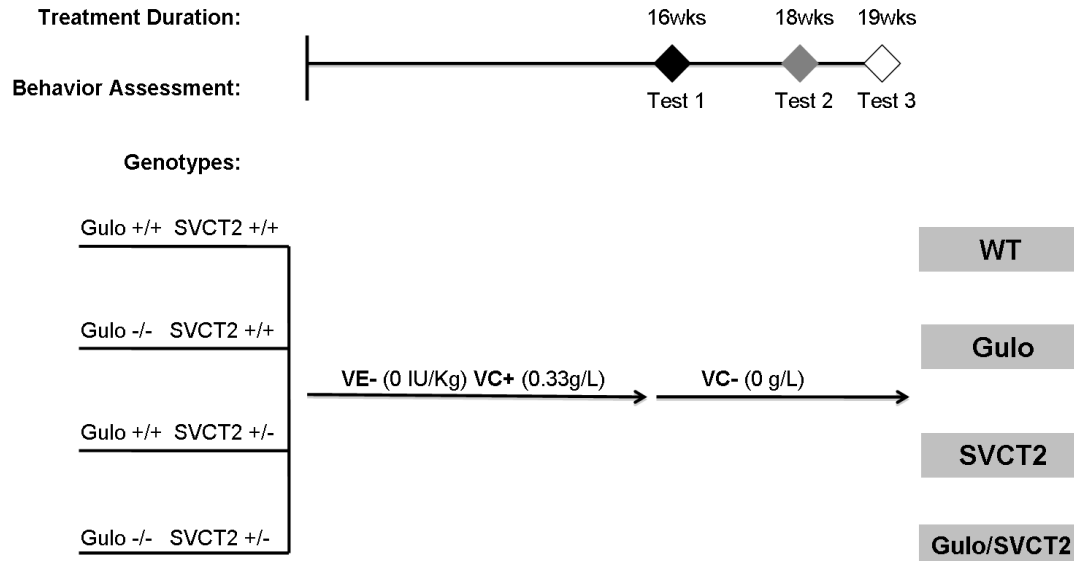 Treatment Duration:
16wks 18wks 19wks
Behavior Assessment:
Test 1 Test 2 Test 3
Genotypes:
Gulo +/+ SVCT2 +/+
WT
Gulo -/- SVCT2 +/+
Gulo
VE- (0 IU/Kg) VC+ (0.33g/L)
VC- (0 g/L)
Gulo +/+ SVCT2 +/-
SVCT2
Gulo -/- SVCT2 +/-
Gulo/SVCT2